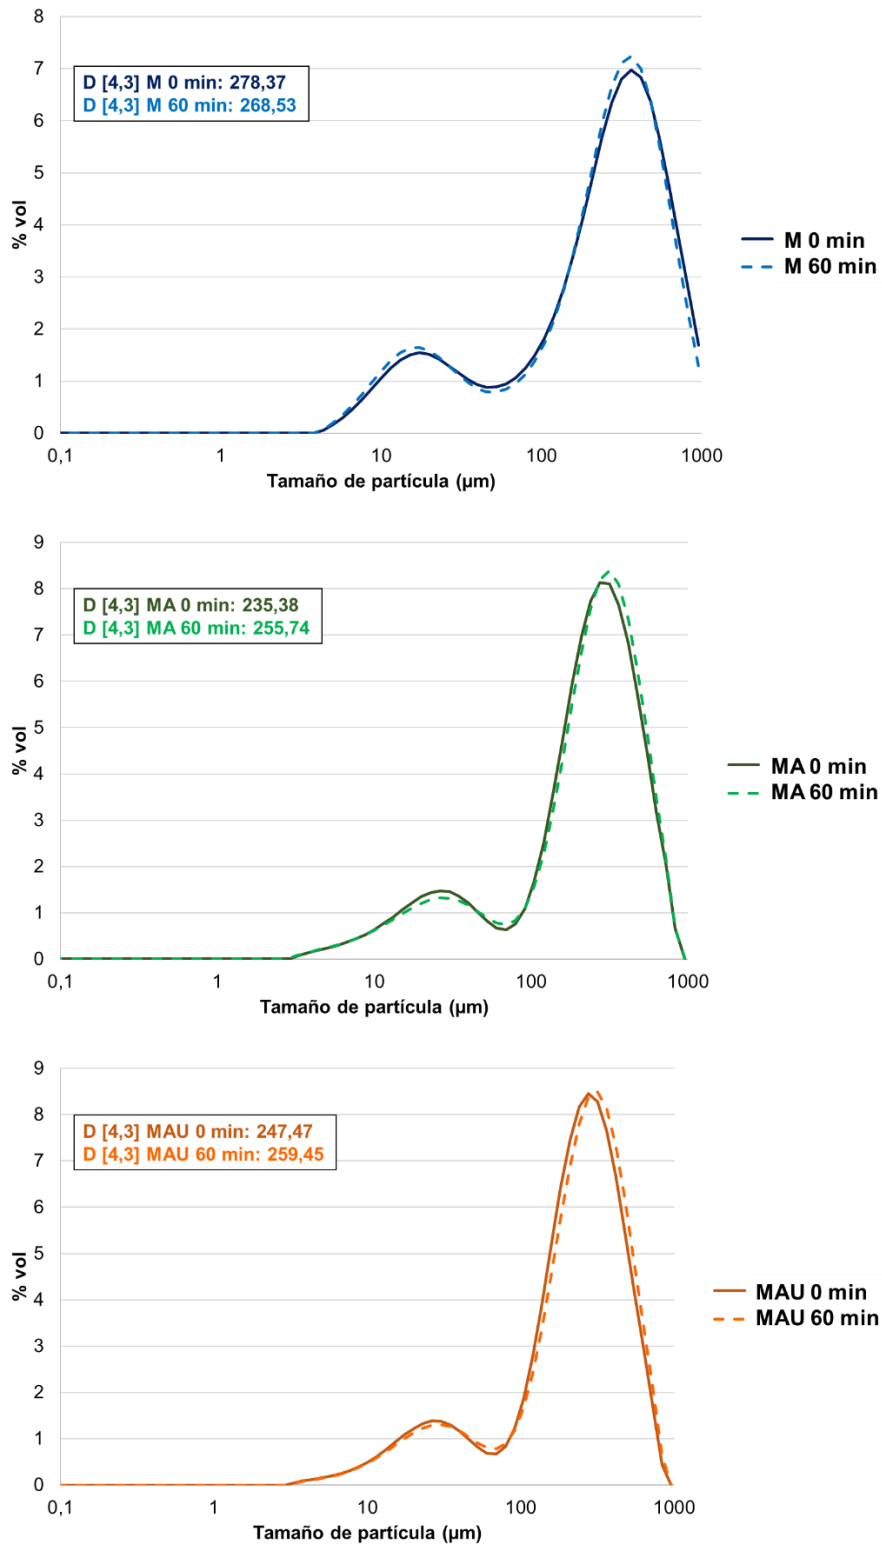 8
7
6
5
4
3
2
1
0
% vol
D [4,3] M 0 min: 278,37
D [4,3] M 60 min: 268,53
M 0 min
M 60 min
0,1 1 10 100 1000
Tamaño de partícula (µm)
9
8
7
6
5
4
3
2
1
0
% vol
D [4,3] MA 0 min: 235,38
D [4,3] MA 60 min: 255,74
MA 0 min
MA 60 min
0,1 1 10 100 1000
Tamaño de partícula (µm)
9
8
7
6
5
4
3
2
1
0
% vol
D [4,3] MAU 0 min: 247,47
D [4,3] MAU 60 min: 259,45
MAU 0 min
MAU 60 min
0,1 1 10 100 1000
Tamaño de partícula (µm)